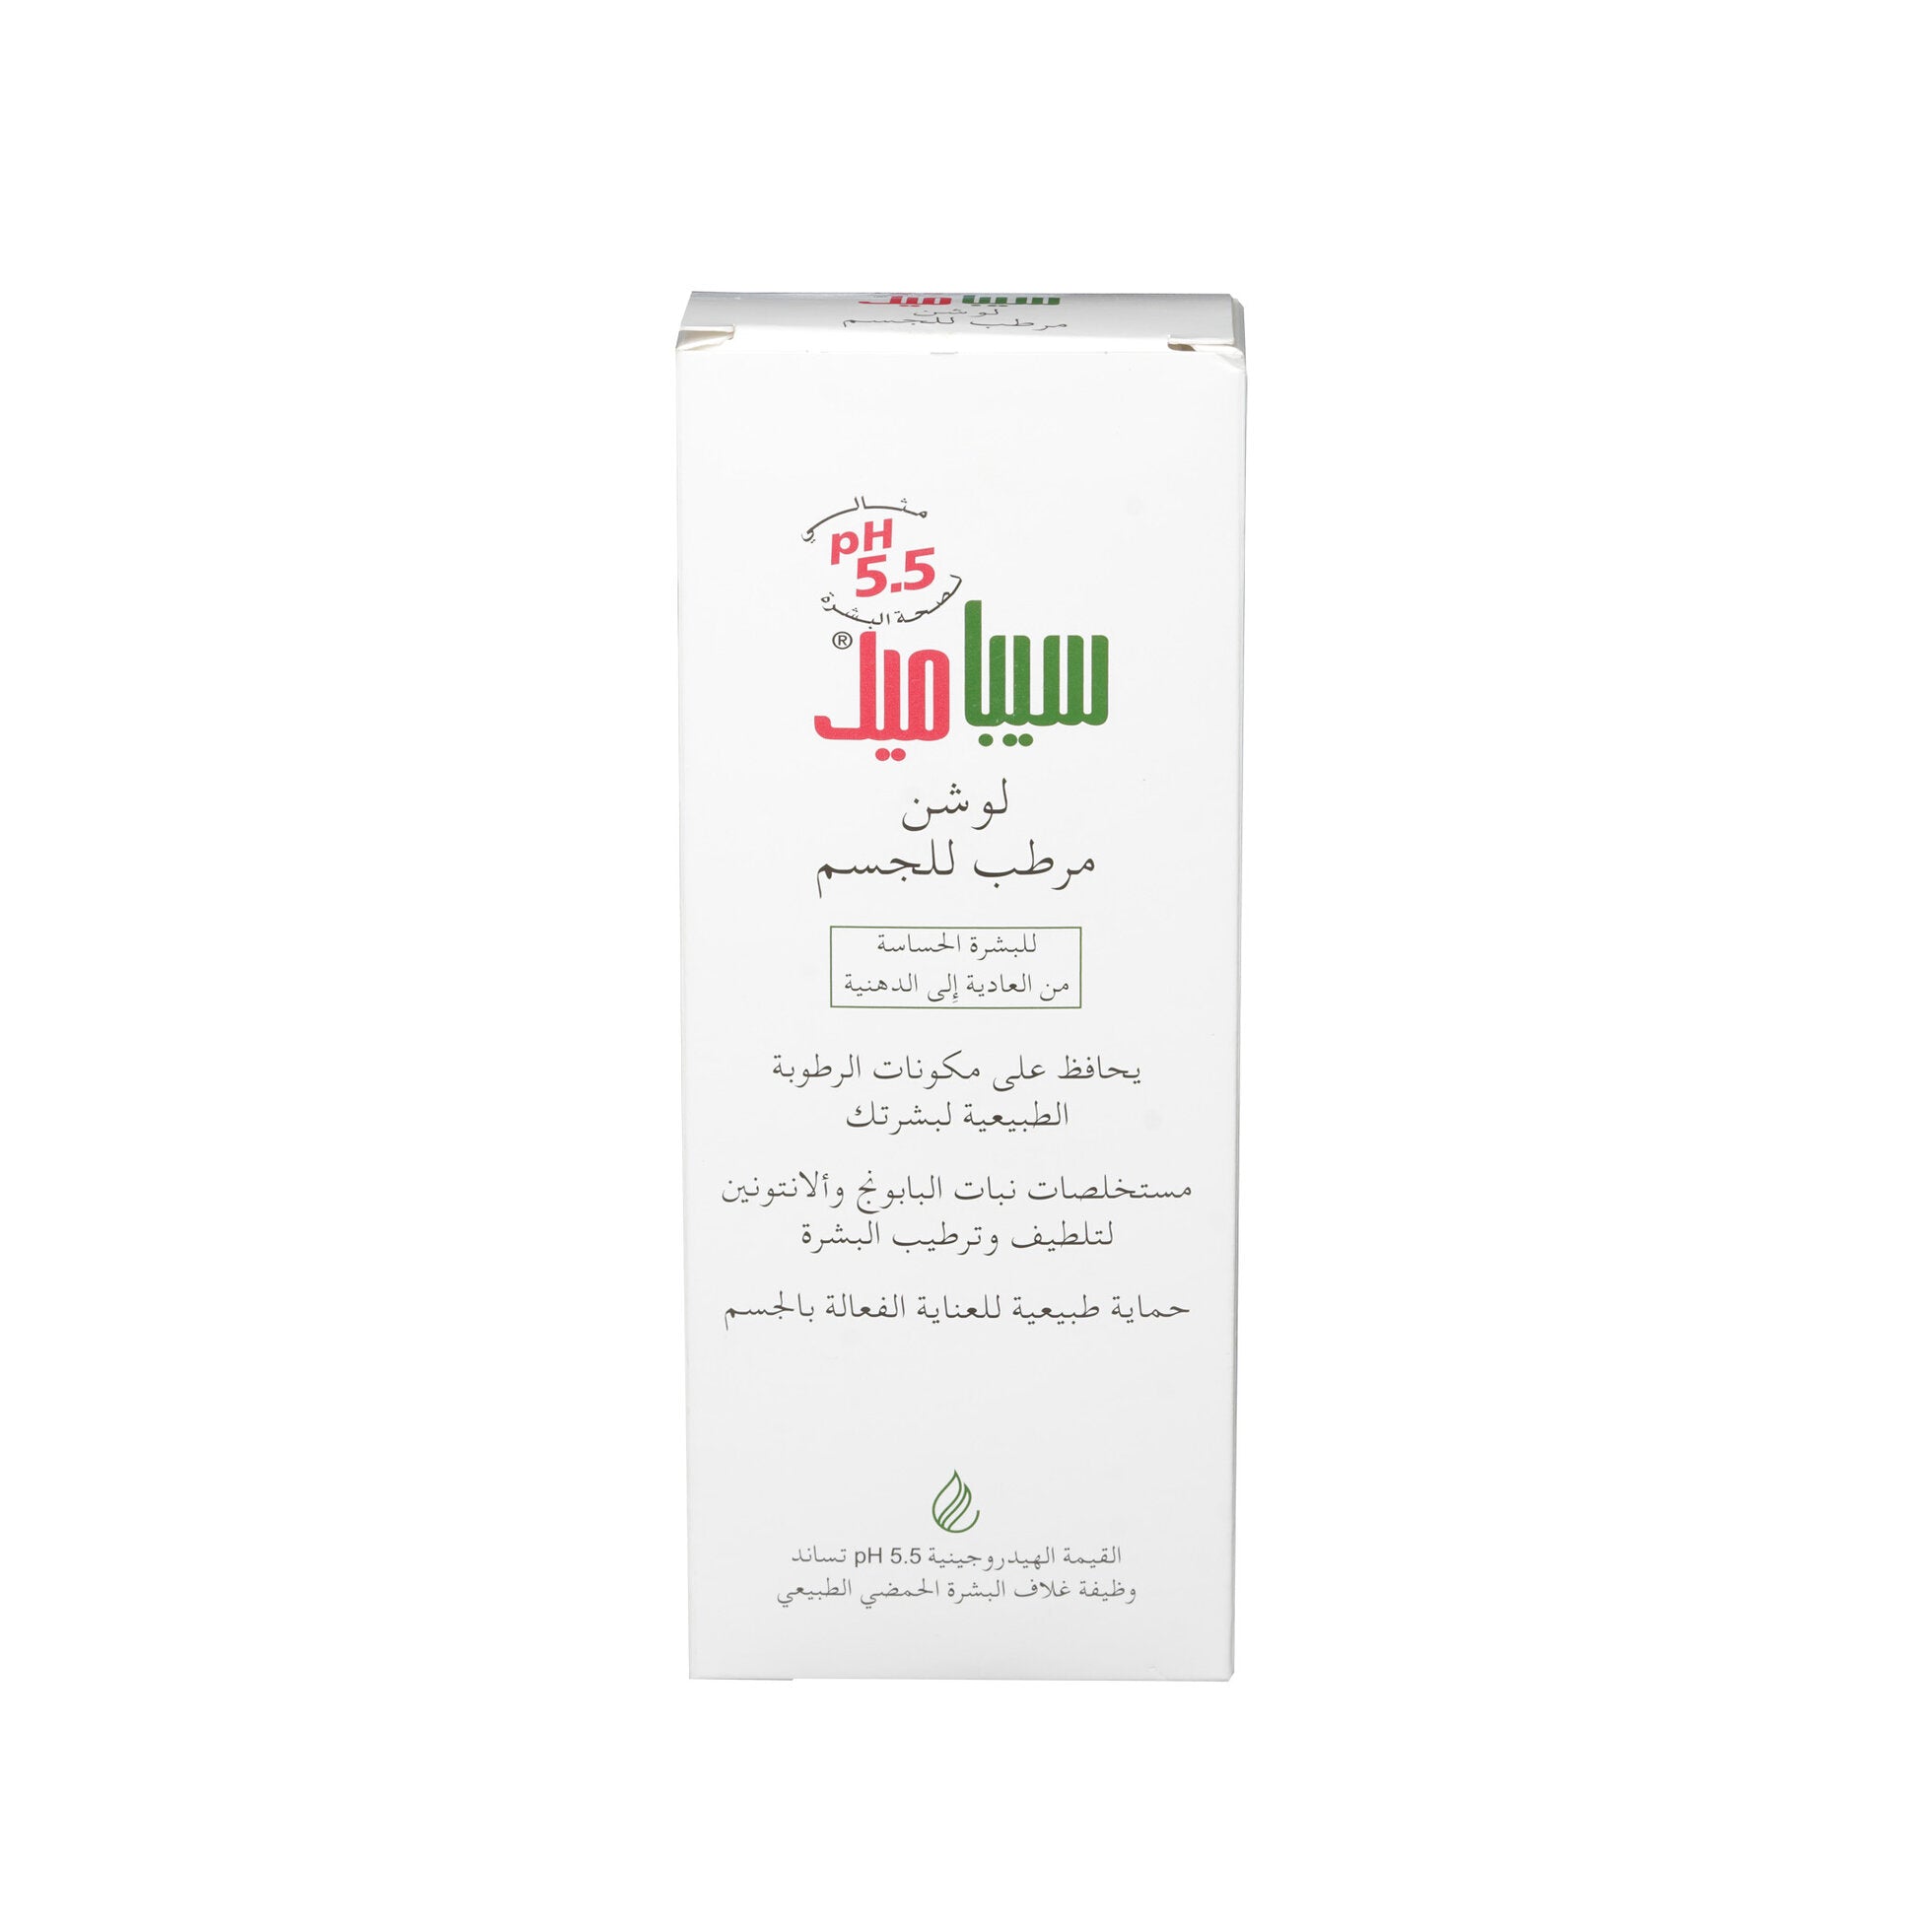 سيباميد
لوشن
مرطب للجسم
مثالي
pH
5.5
لصحة البشرة
سيباميد®
لوشن
مرطب للجسم
للبشرة الحساسة
من العادية إلى الدهنية
يحافظ على مكونات الرطوبة
الطبيعية لبشرتك
مستخلصات نبات البابونج وألانتونين
لتلطيف وترطيب البشرة
حماية طبيعية للعناية الفعالة بالجسم
القيمة الهيدروجينية pH 5.5 تساند
وظيفة غلاف البشرة الحمضي الطبيعي